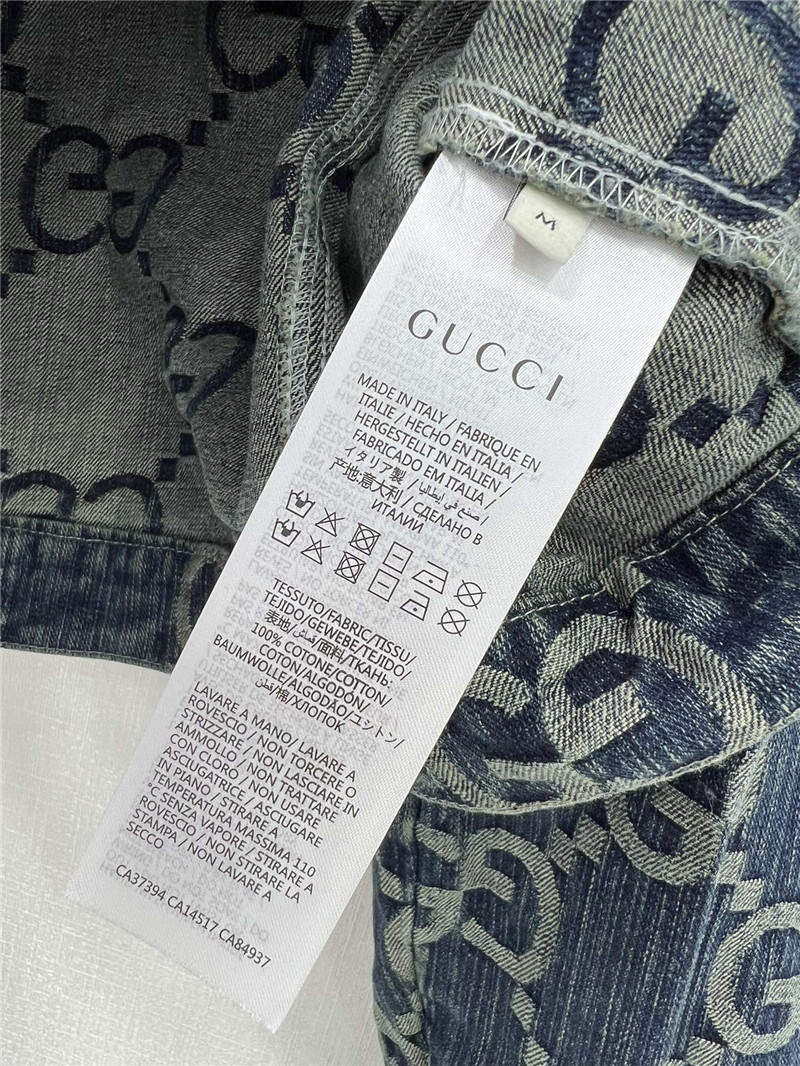 M
GUCCI
MADE IN ITALY / FABRIQUE EN
ITALIE / HECHO EN ITALIA /
HERGESTELLT IN ITALIEN /
FABRICADO EM ITALIA /
イタリア製 / صنع في إيطاليا /
产地:意大利 / СДЕЛАНО В
ИТАЛИИ
TESSUTO/FABRIC/TISSU/
TEJIDO/GEWEBE/TEJIDO/
表地/قماش/面料/ТКАНЬ:
100% COTONE/COTTON/
COTON/ALGODÓN/
BAUMWOLLE/ALGODÃO/ユシトン/
قطن/棉/ХЛОПОК
LAVARE A MANO/ LAVARE A
ROVESCIO / NON TORCERE O
STRIZZARE / NON LASCIARE IN
AMMOLLO / NON TRATTARE
CON CLORO / NON USARE
ASCIUGATRICE / ASCIUGARE
IN PIANO / STIRARE A
TEMPERATURA MASSIMA 110
°C SENZA VAPORE / STIRARE A
ROVESCIO / NON STIRARE LA
STAMPA / NON LAVARE A
SECCO
CA37394 CA14517 CA84937